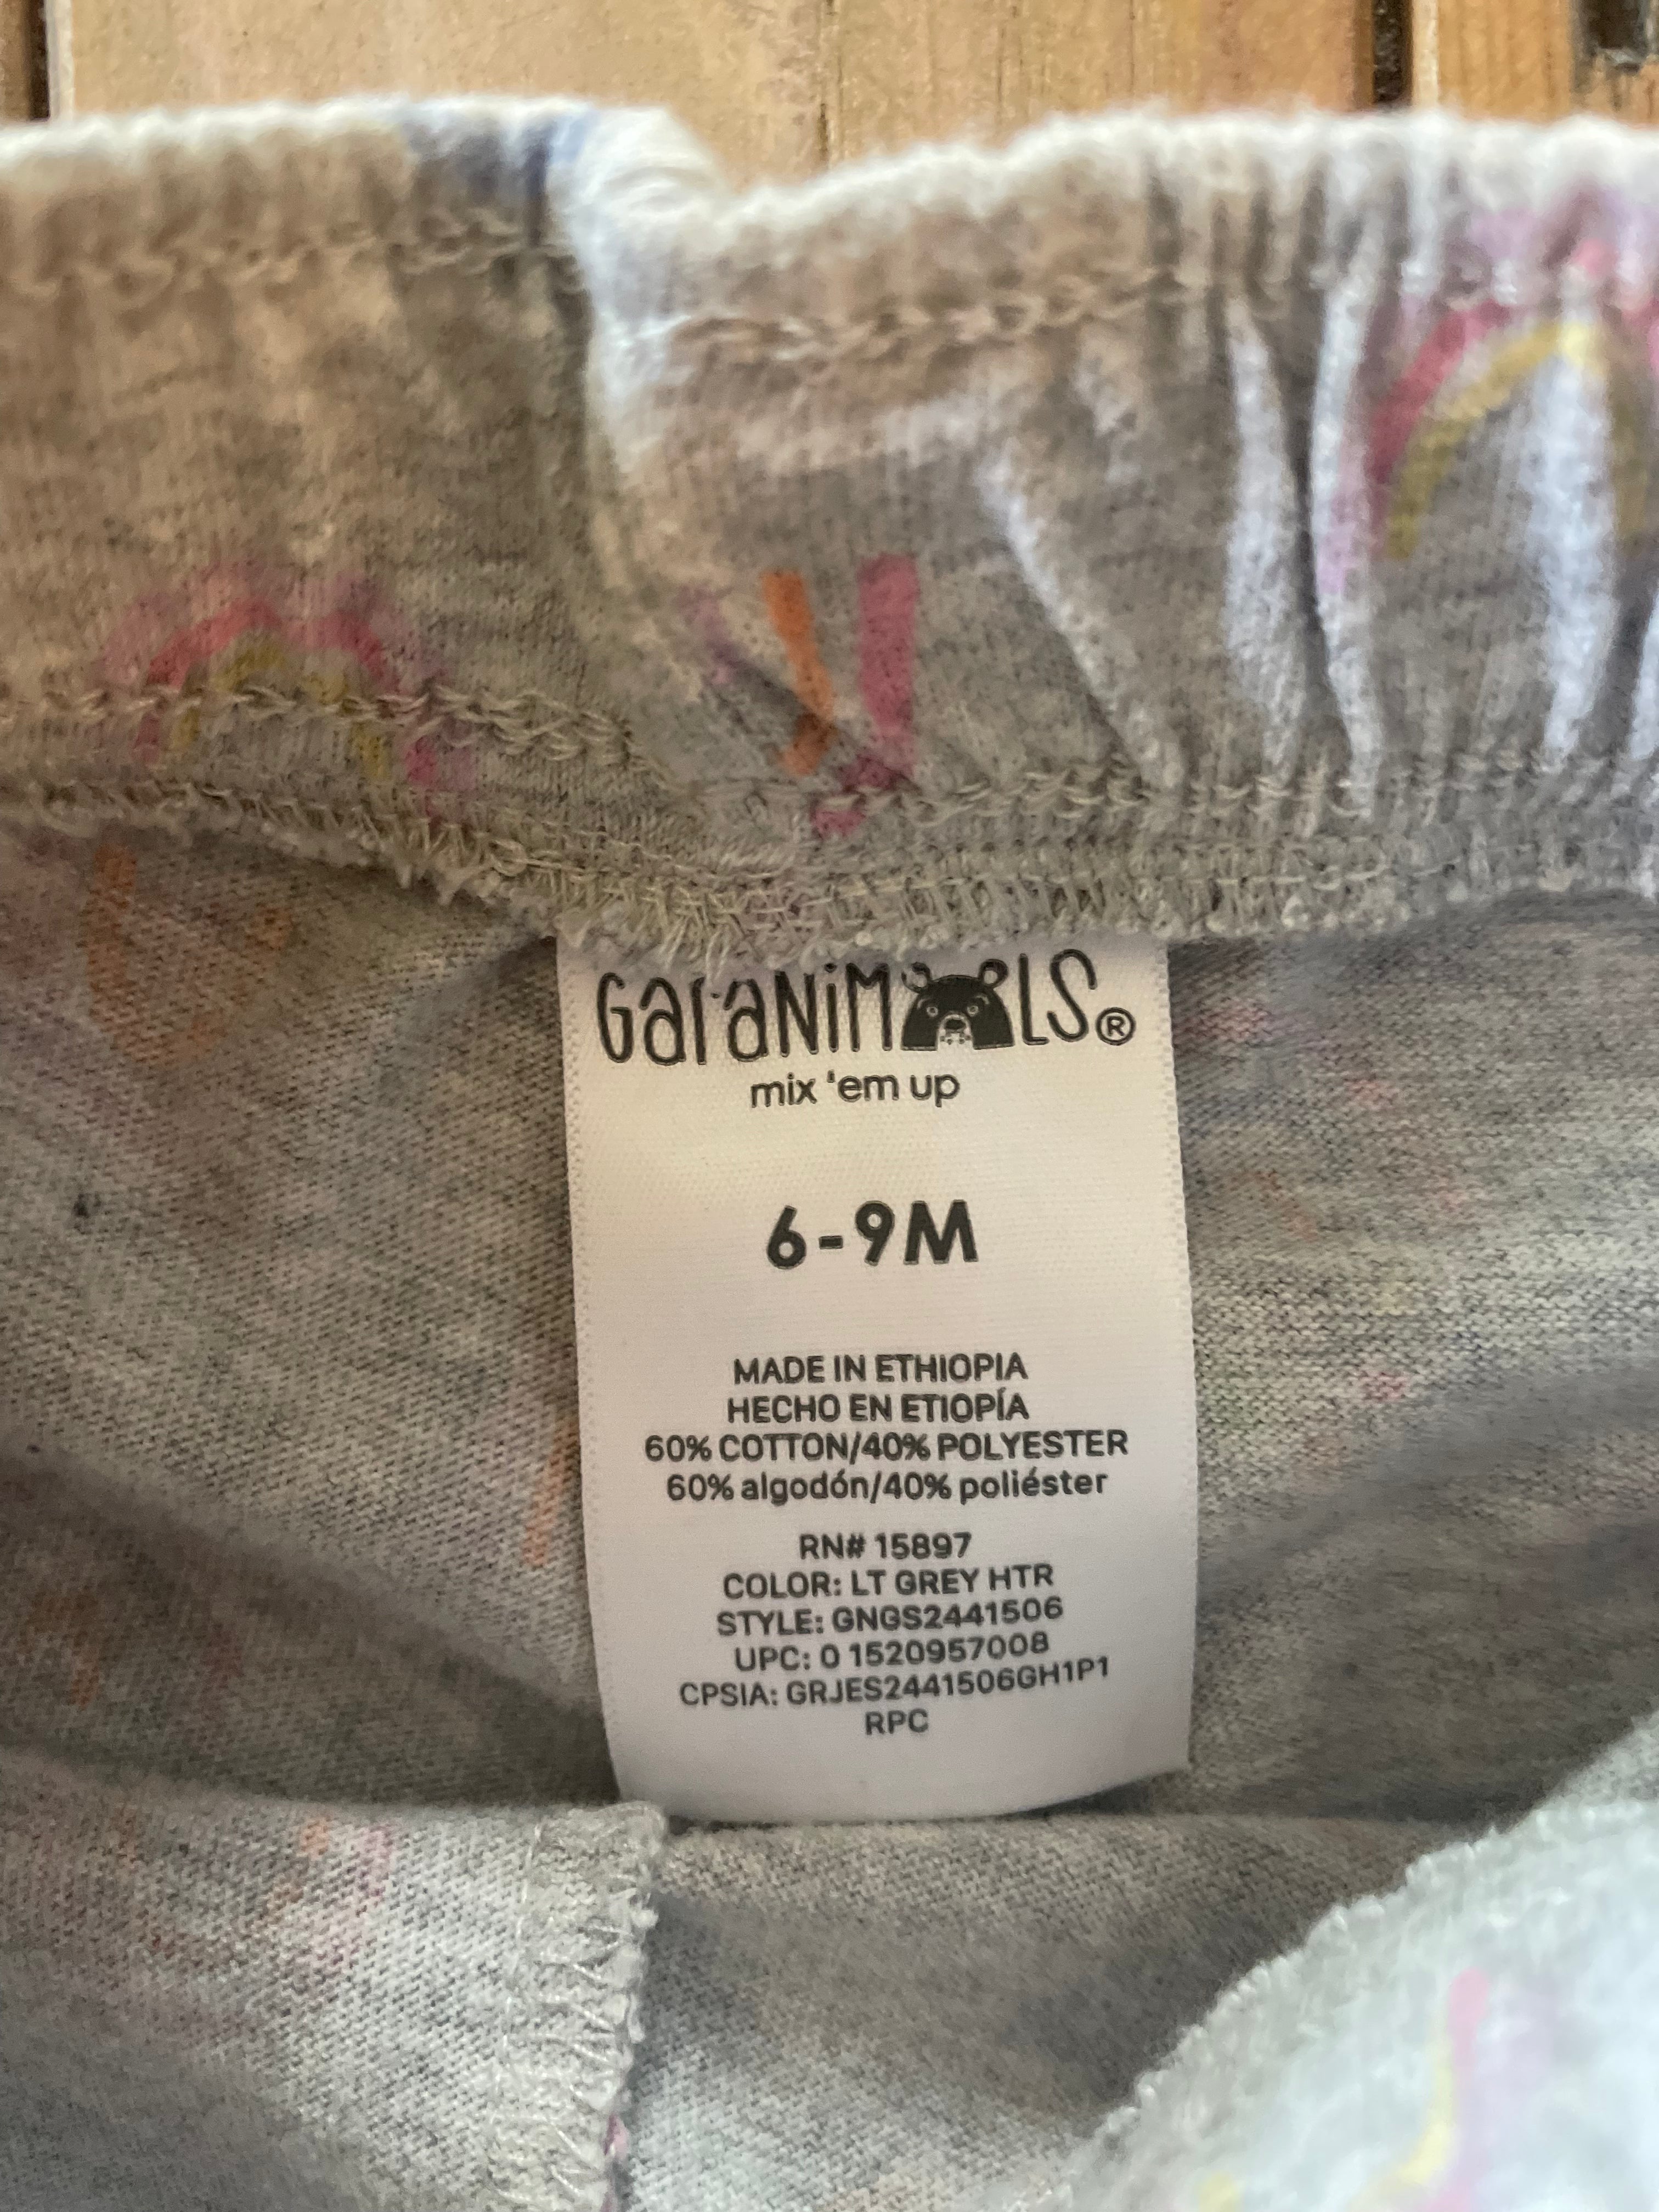 GaraNiMaLS®
mix 'em up
6-9M
MADE IN ETHIOPIA
HECHO EN ETIOPÍA
60% COTTON/40% POLYESTER
60% algodón/40% poliéster
RN# 15897
COLOR: LT GREY HTR
STYLE: GNGS2441506
UPC: 0 1520957008
CPSIA: GRJES2441506GH1P1
RPC